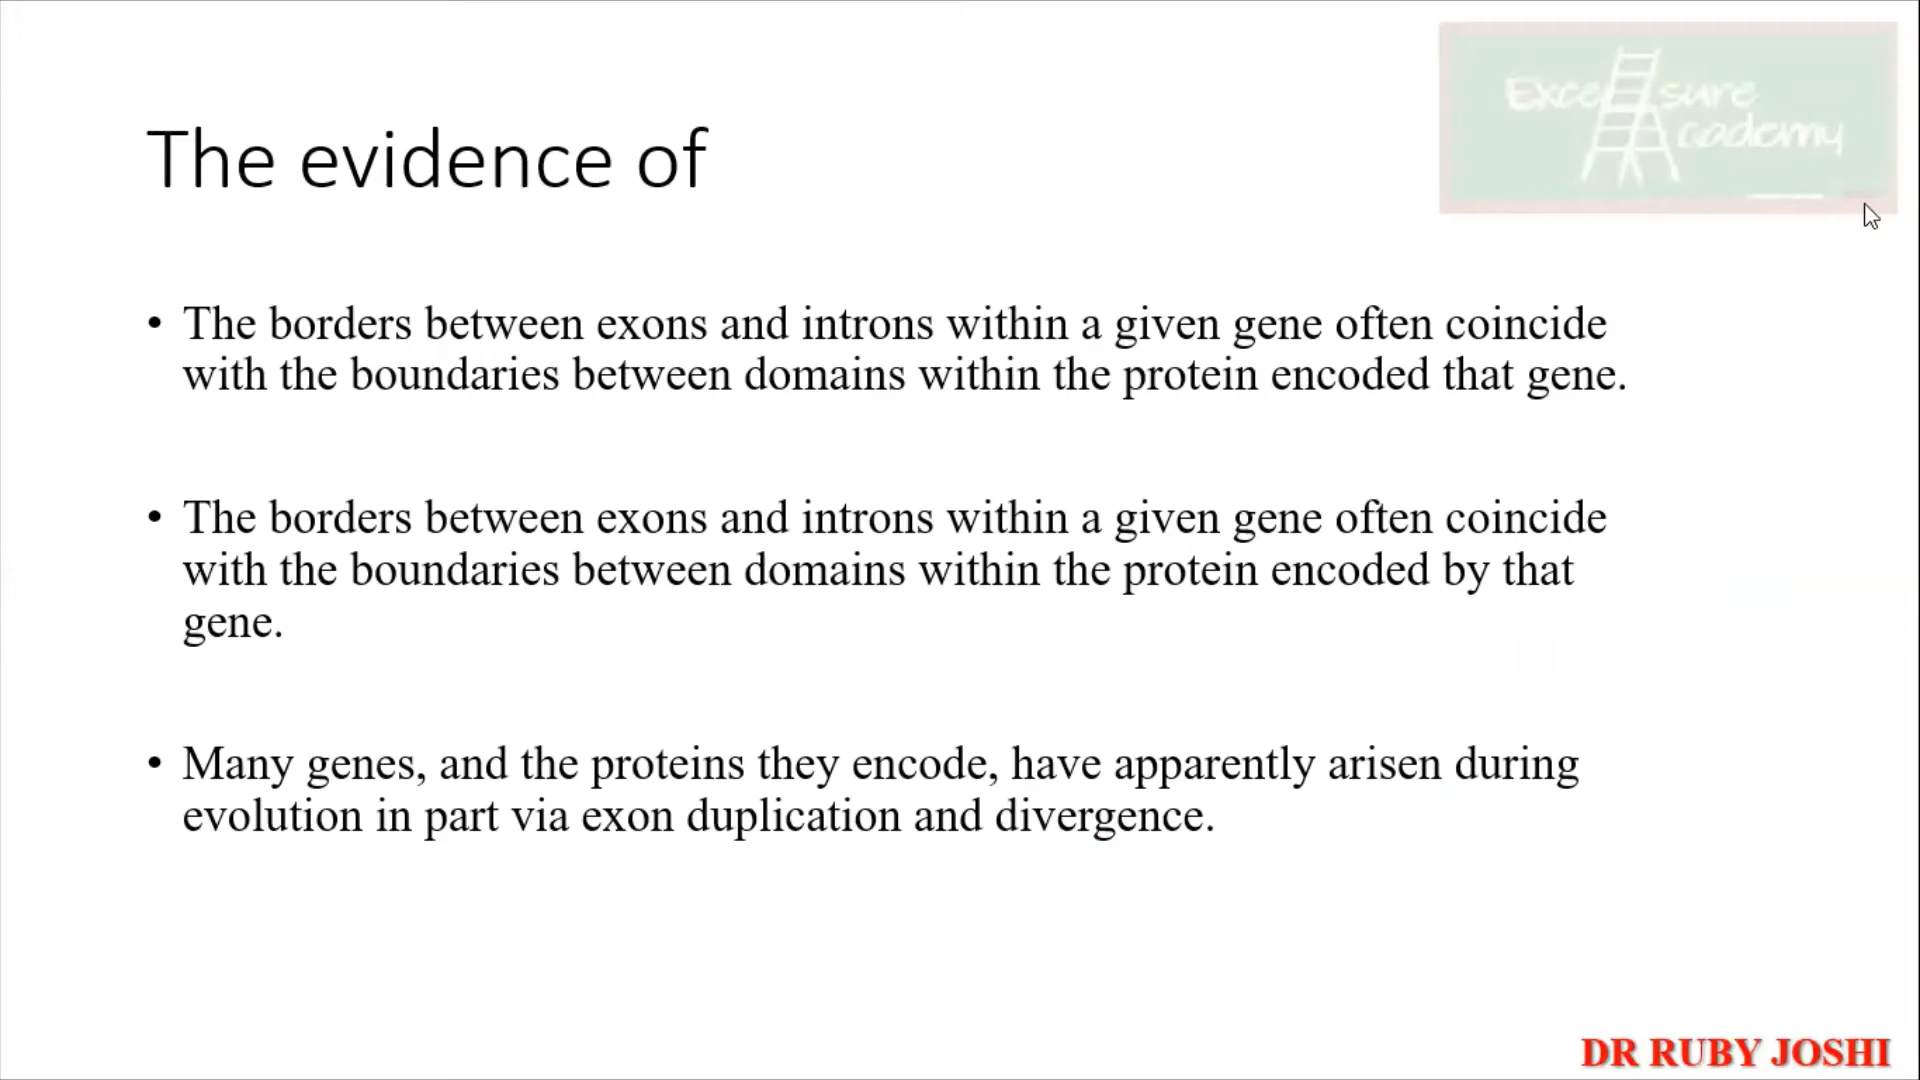 Excel sure
Academy
The evidence of
• The borders between exons and introns within a given gene often coincide
with the boundaries between domains within the protein encoded that gene.
• The borders between exons and introns within a given gene often coincide
with the boundaries between domains within the protein encoded by that
gene.
• Many genes, and the proteins they encode, have apparently arisen during
evolution in part via exon duplication and divergence.
DR RUBY JOSHI